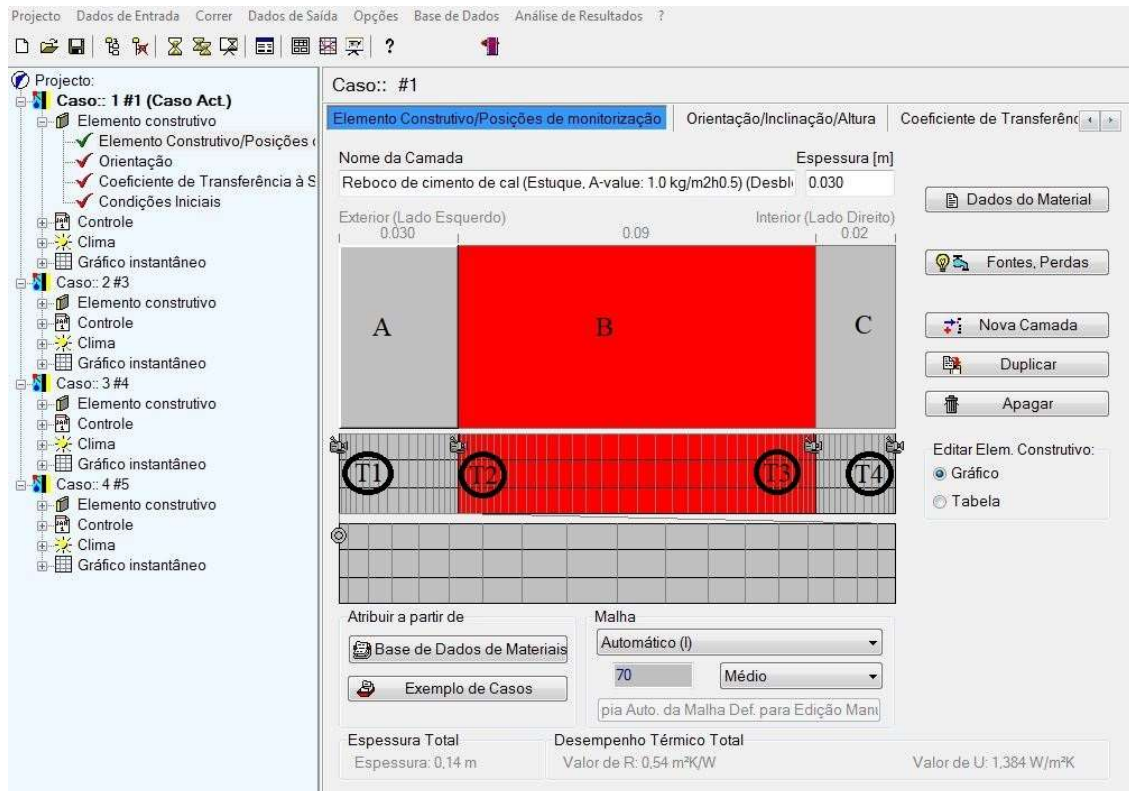 Projecto Dados de Entrada Correr Dados de Saída Opções Base de Dados Análise de Resultados ?
?
Projecto:
Caso:: 1 #1 (Caso Act.)
Elemento construtivo
Elemento Construtivo/Posições
Orientação
Coeficiente de Transferência à S
Condições Iniciais
Controle
Clima
Gráfico instantâneo
Caso:: 2 #3
Elemento construtivo
Controle
Clima
Gráfico instantâneo
Caso:: 3 #4
Elemento construtivo
Controle
Clima
Gráfico instantâneo
Caso:: 4 #5
Elemento construtivo
Controle
Clima
Gráfico instantâneo
Caso:: #1
Elemento Construtivo/Posições de monitorização Orientação/Inclinação/Altura Coeficiente de Transferênc
Nome da Camada Espessura [m]
Reboco de cimento de cal (Estuque, A-value: 1.0 kg/m2h0.5) (Desbl 0.030
Exterior (Lado Esquerdo) Interior (Lado Direito)
0.030 0.09 0.02
A B C
T1 T2 T3 T4
Dados do Material
Fontes, Perdas
Nova Camada
Duplicar
Apagar
Editar Elem. Construtivo:
Gráfico
Tabela
Atribuir a partir de
Base de Dados de Materiais
Exemplo de Casos
Malha
Automático (I)
70 Médio
pia Auto. da Malha Def. para Edição Manu
Espessura Total
Espessura: 0,14 m
Desempenho Térmico Total
Valor de R: 0,54 m²K/W Valor de U: 1,384 W/m²K